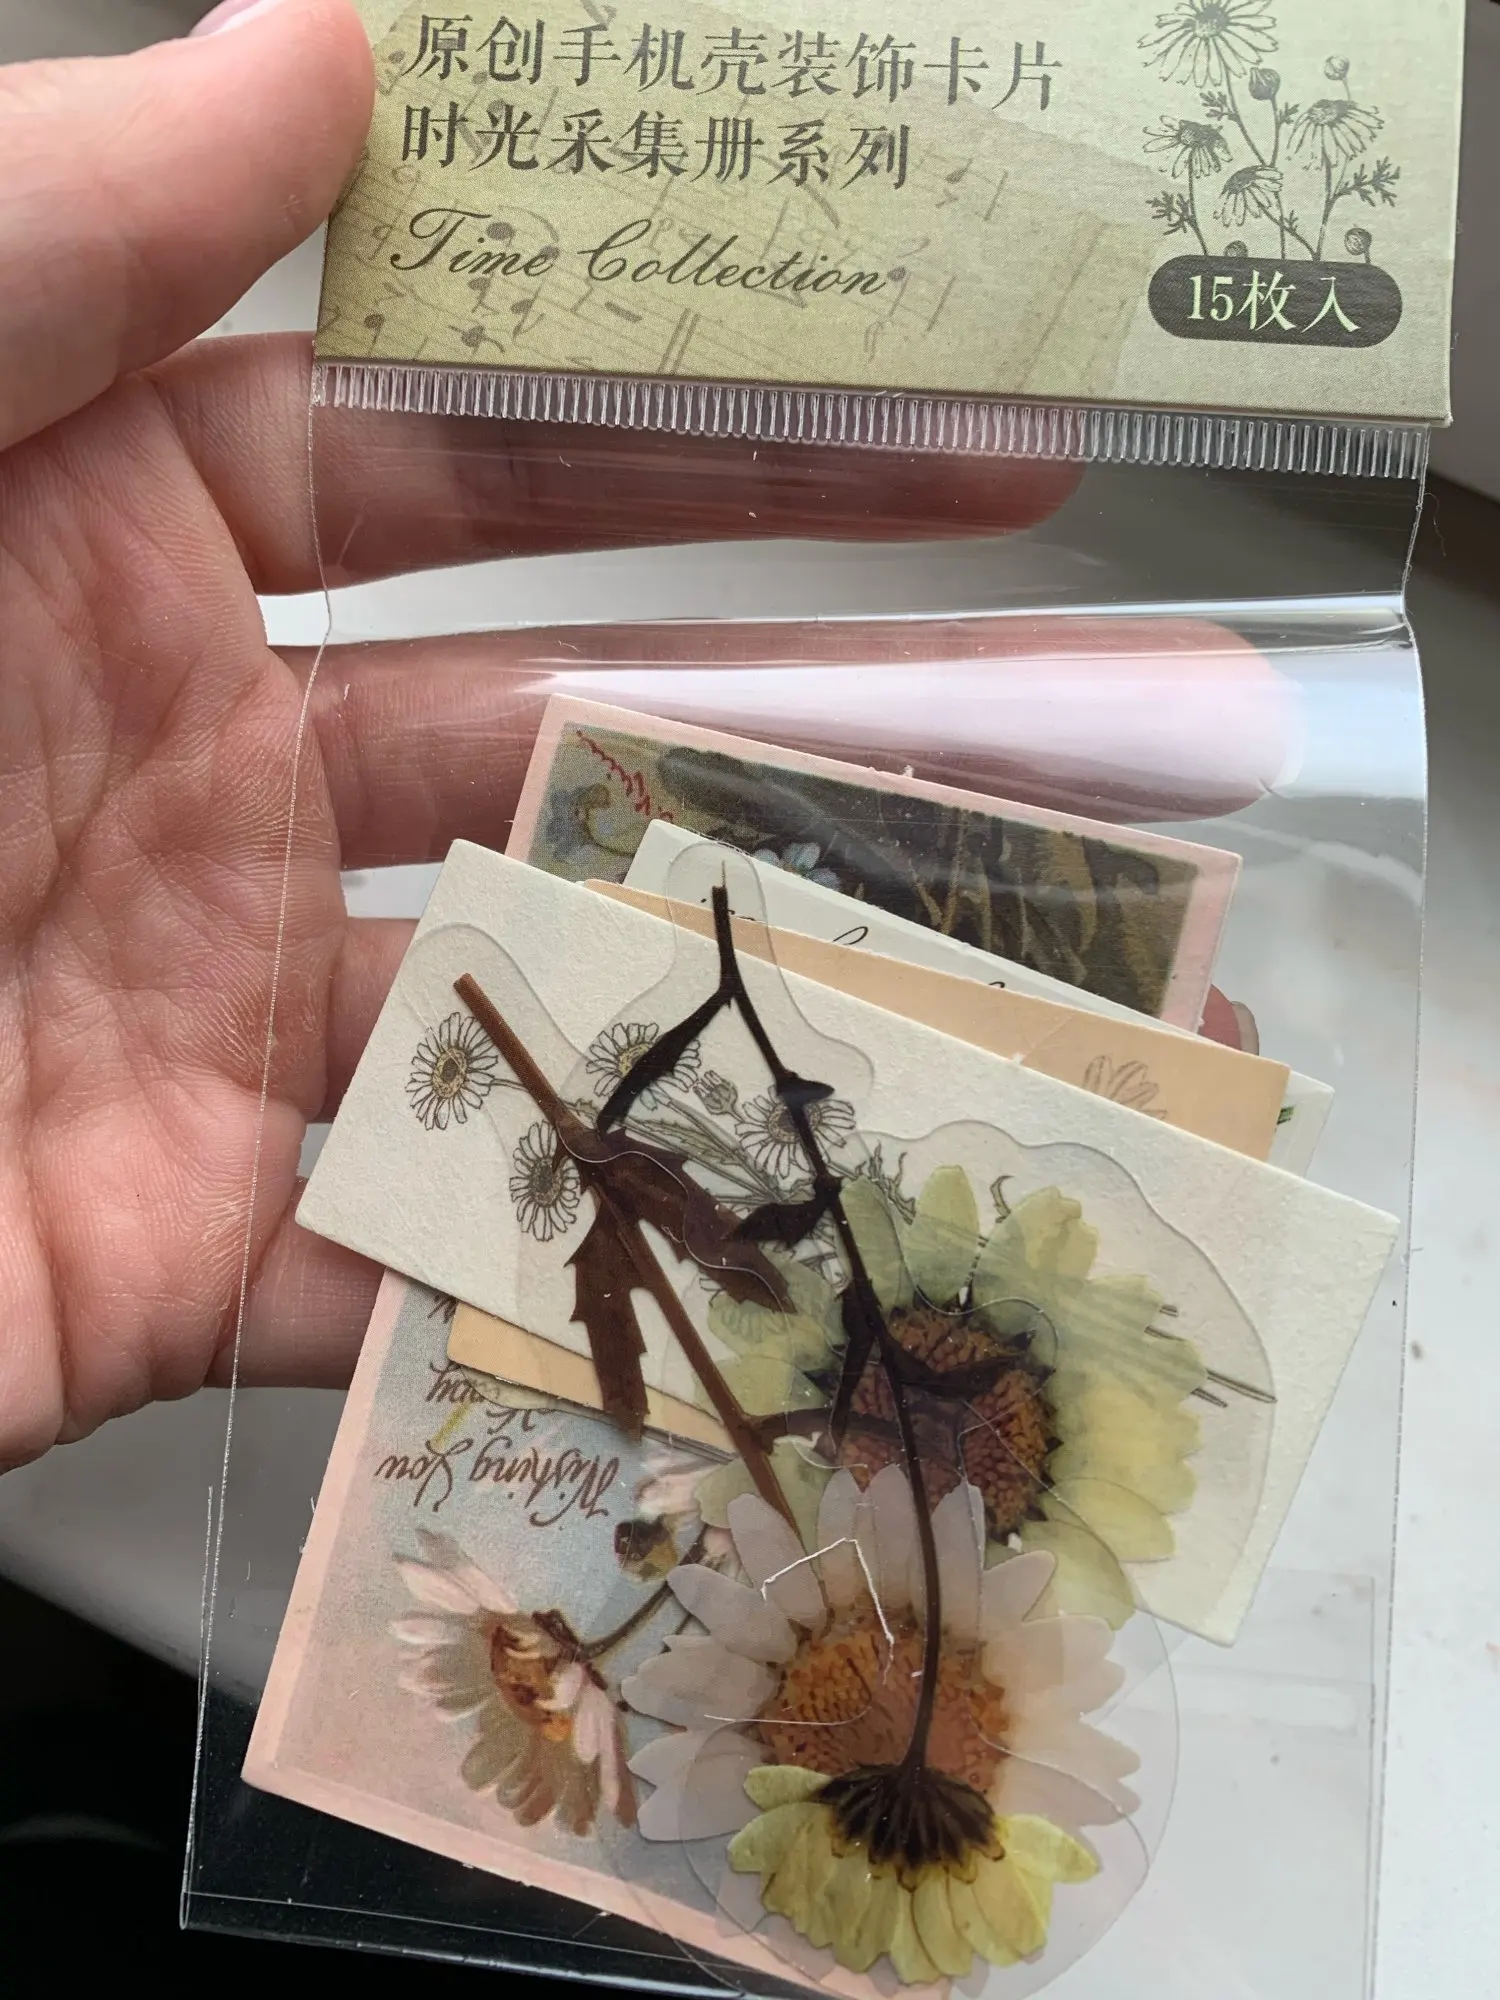 原创手机壳装饰卡片
时光采集册系列
Time Collection
15枚入
Wishing You